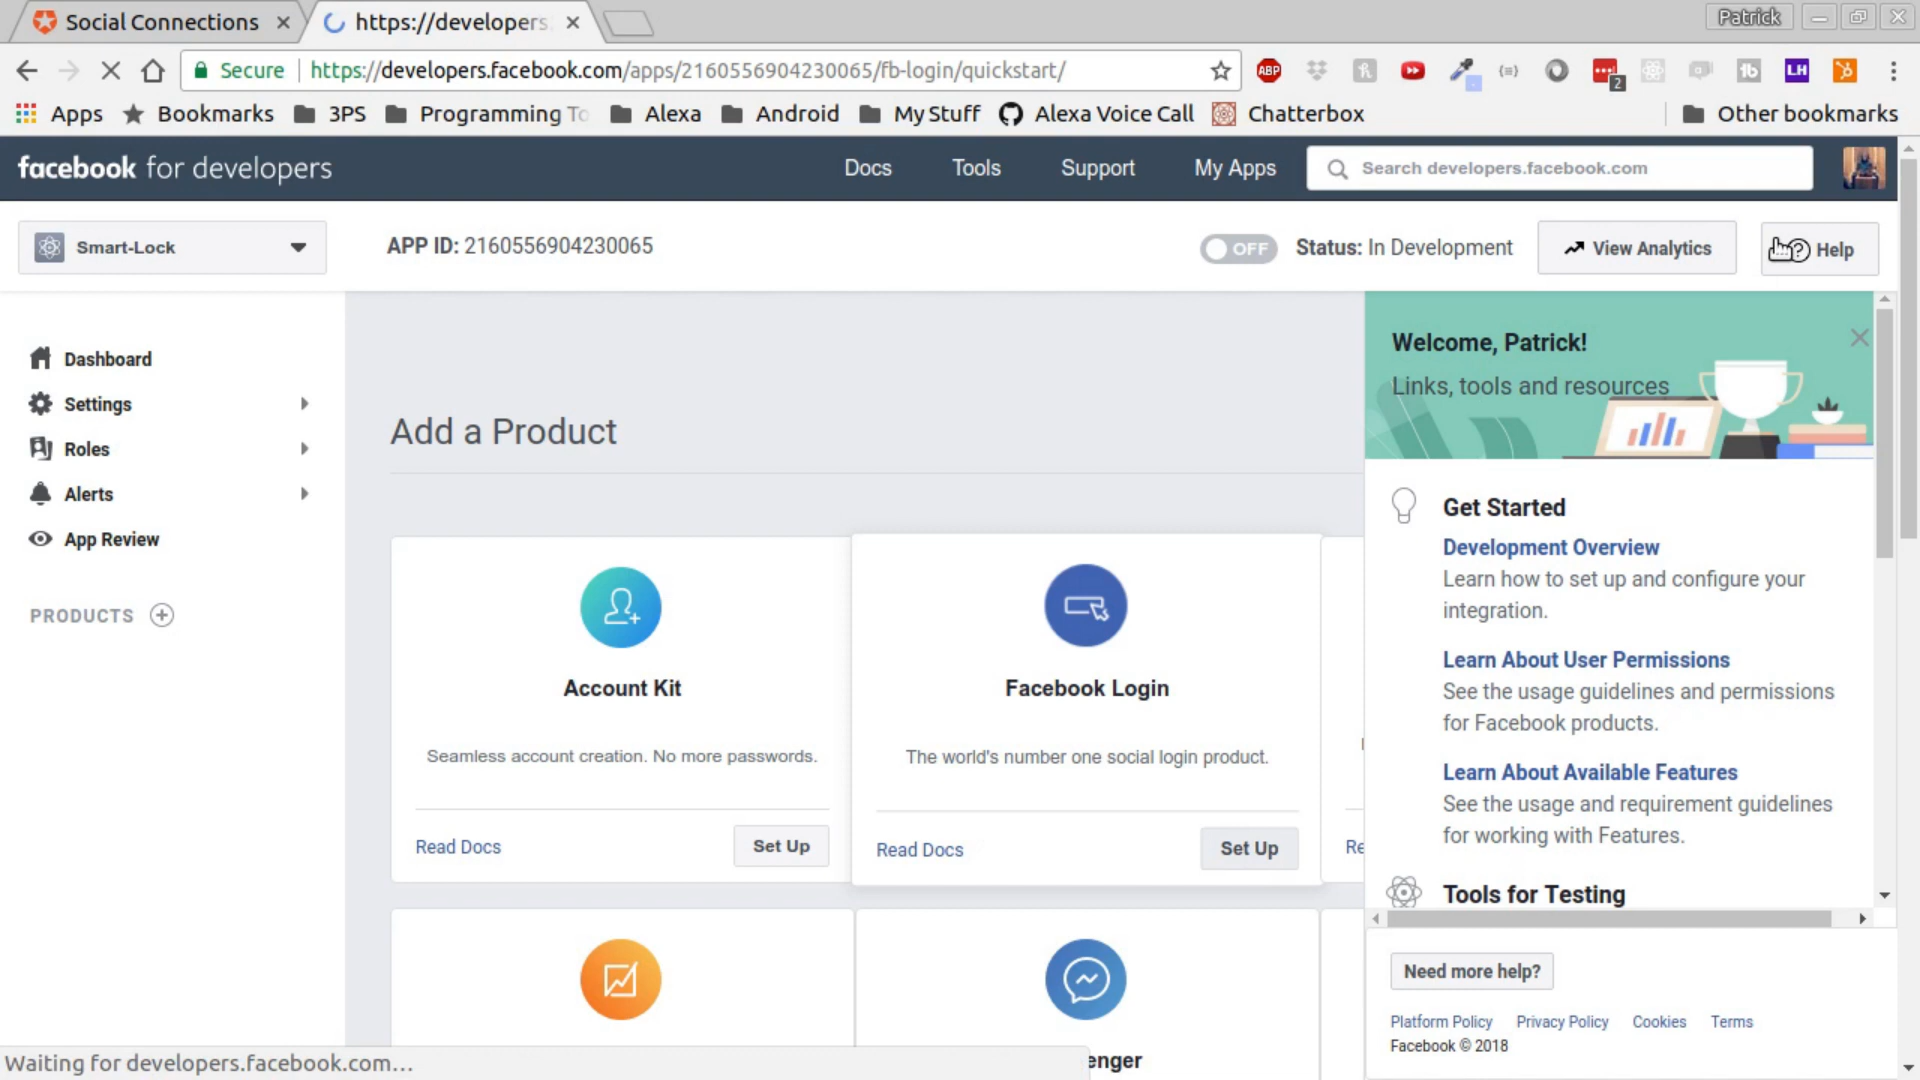 Social Connections
https://developers.
Patrick
Secure
https://developers.facebook.com/apps/2160556904230065/fb-login/quickstart/
ABP
2
LH
Apps
Bookmarks
3PS
Programming To
Alexa
Android
My Stuff
Alexa Voice Call
Chatterbox
Other bookmarks
facebook for developers
Docs
Tools
Support
My Apps
Search developers.facebook.com
Smart-Lock
APP ID: 2160556904230065
OFF
Status: In Development
View Analytics
Help
Dashboard
Settings
Roles
Alerts
App Review
PRODUCTS
Add a Product
Account Kit
Seamless account creation. No more passwords.
Read Docs
Set Up
Facebook Login
The world's number one social login product.
Read Docs
Set Up
Re
Welcome, Patrick!
Links, tools and resources
Get Started
Development Overview
Learn how to set up and configure your
integration.
Learn About User Permissions
See the usage guidelines and permissions
for Facebook products.
Learn About Available Features
See the usage and requirement guidelines
for working with Features.
Tools for Testing
Need more help?
Platform Policy
Privacy Policy
Cookies
Terms
Facebook © 2018
enger
Waiting for developers.facebook.com...